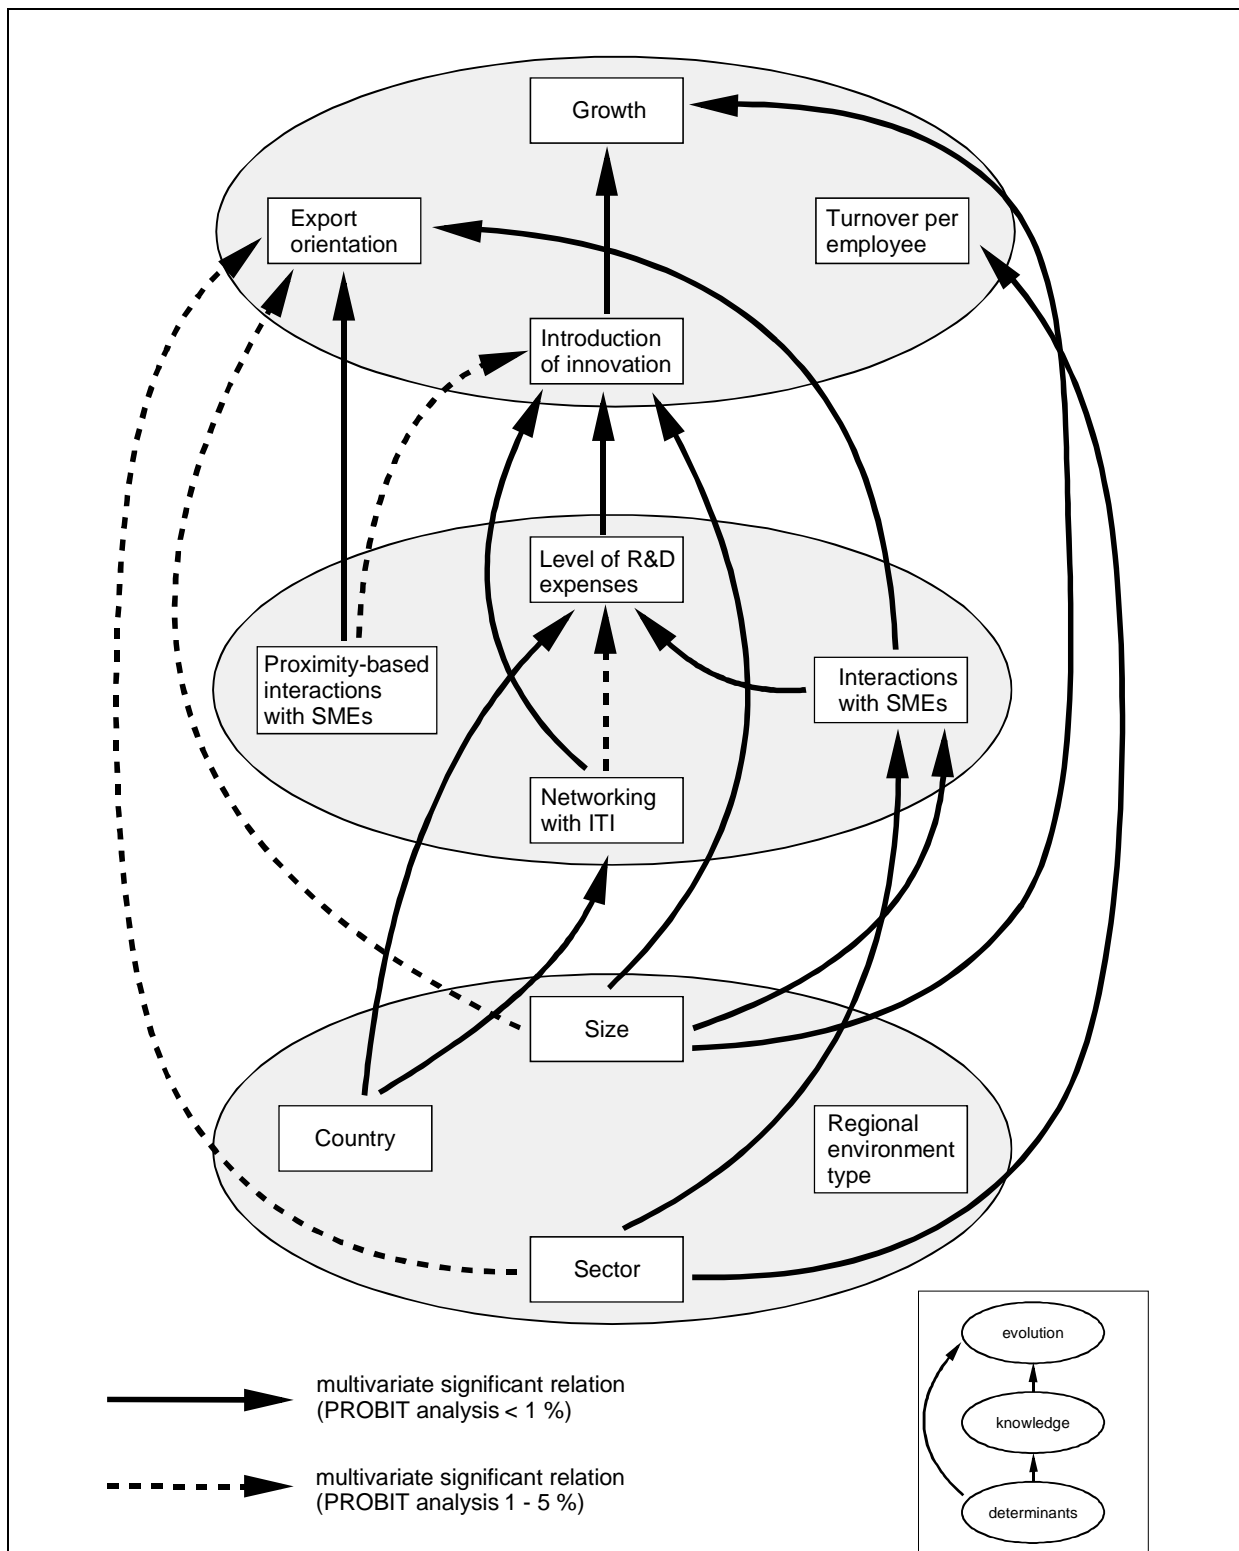 Growth
Export
orientation
Turnover per
employee
Introduction
of innovation
Level of R&D
expenses
Proximity-based
interactions
with SMEs
Interactions
with SMEs
Networking
with ITI
Size
Country
Regional
environment
type
Sector
multivariate significant relation
(PROBIT analysis < 1 %)
multivariate significant relation
(PROBIT analysis 1 - 5 %)
evolution
knowledge
determinants